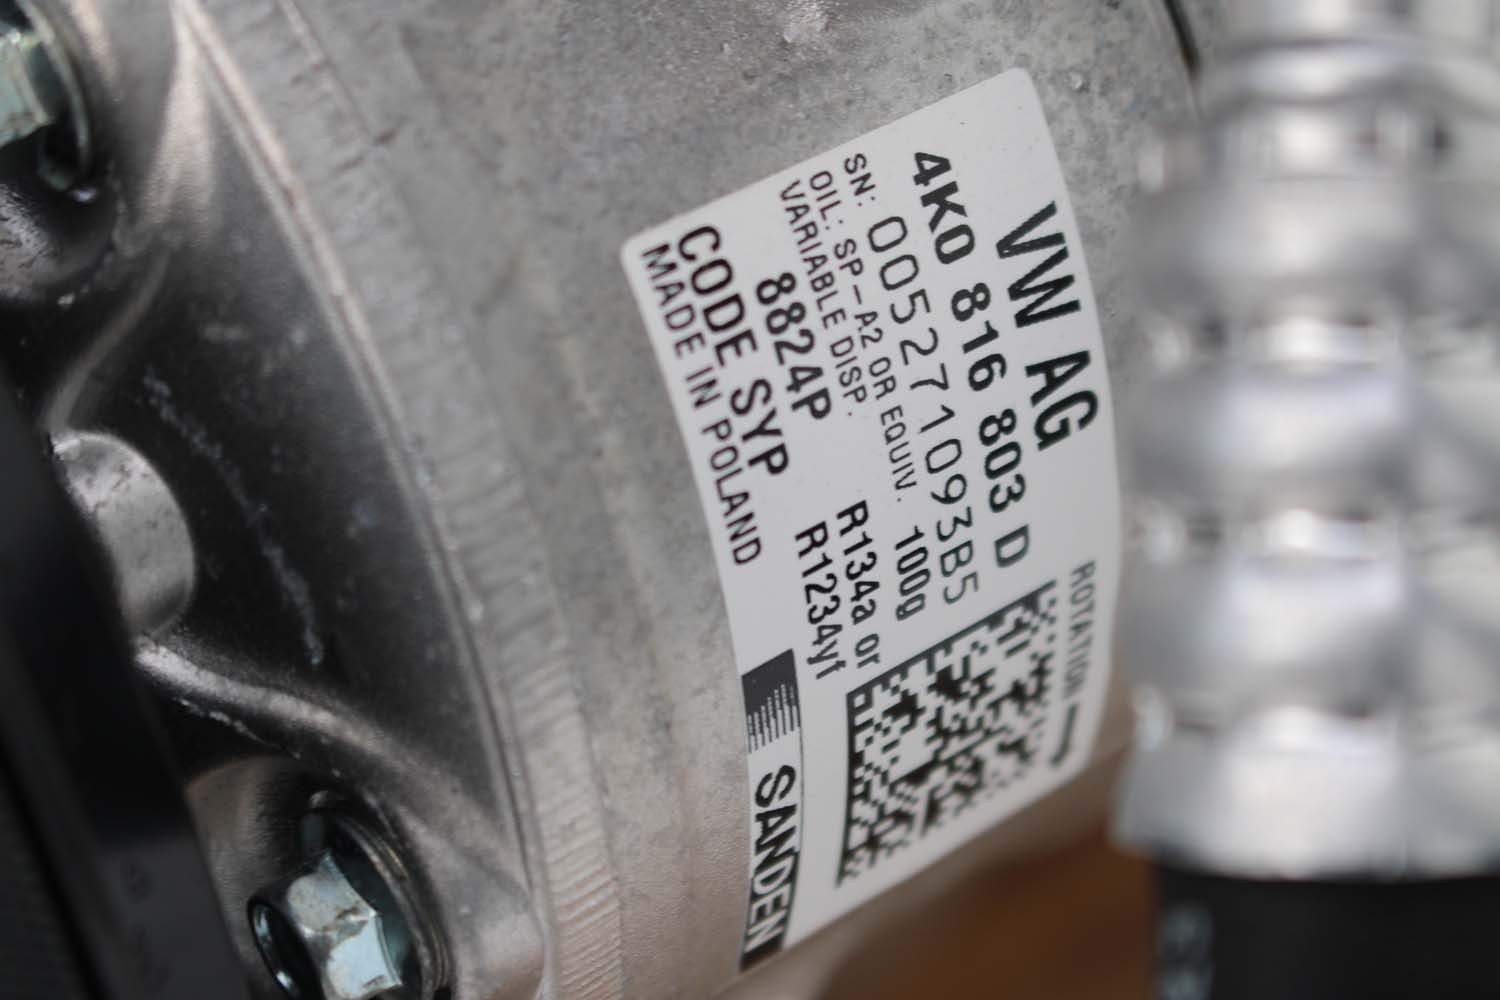 VW AG
ROTATION
4K0 816 803 D
SN: 005271093B5
OIL: SP-A2 OR EQUIV. 100g
VARIABLE DISP.
R134a or
8824P
R1234yf
CODE SYP
MADE IN POLAND
SANDEN